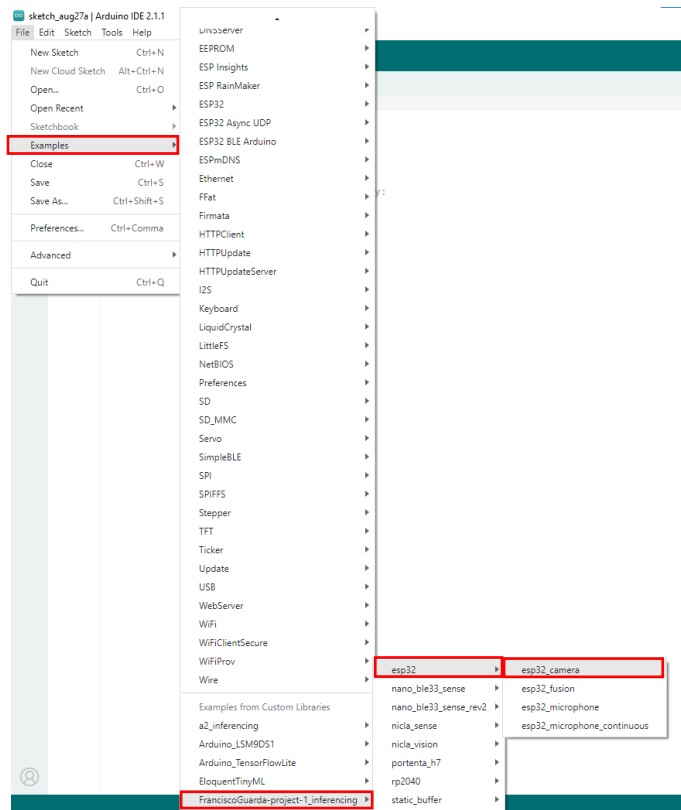 sketch_aug27a | Arduino IDE 2.1.1
File Edit Sketch Tools Help
New Sketch Ctrl+N
New Cloud Sketch Alt+Ctrl+N
Open... Ctrl+O
Open Recent
Sketchbook
Examples
Close Ctrl+W
Save Ctrl+S
Save As... Ctrl+Shift+S
Preferences... Ctrl+Comma
Advanced
Quit Ctrl+Q
DNSServer
EEPROM
ESP Insights
ESP RainMaker
ESP32
ESP32 Async UDP
ESP32 BLE Arduino
ESPmDNS
Ethernet
FFat
Firmata
HTTPClient
HTTPUpdate
HTTPUpdateServer
I2S
Keyboard
LiquidCrystal
LittleFS
NetBIOS
Preferences
SD
SD_MMC
Servo
SimpleBLE
SPI
SPIFFS
Stepper
TFT
Ticker
Update
USB
WebServer
WiFi
WiFiClientSecure
WiFiProv
Wire
Examples from Custom Libraries
a2_inferencing
Arduino_LSM9DS1
Arduino_TensorFlowLite
EloquentTinyML
FranciscoGuarda-project-1_inferencing
esp32
nano_ble33_sense
nano_ble33_sense_rev2
nicla_sense
nicla_vision
portenta_h7
rp2040
static_buffer
esp32_camera
esp32_fusion
esp32_microphone
esp32_microphone_continuous
y: